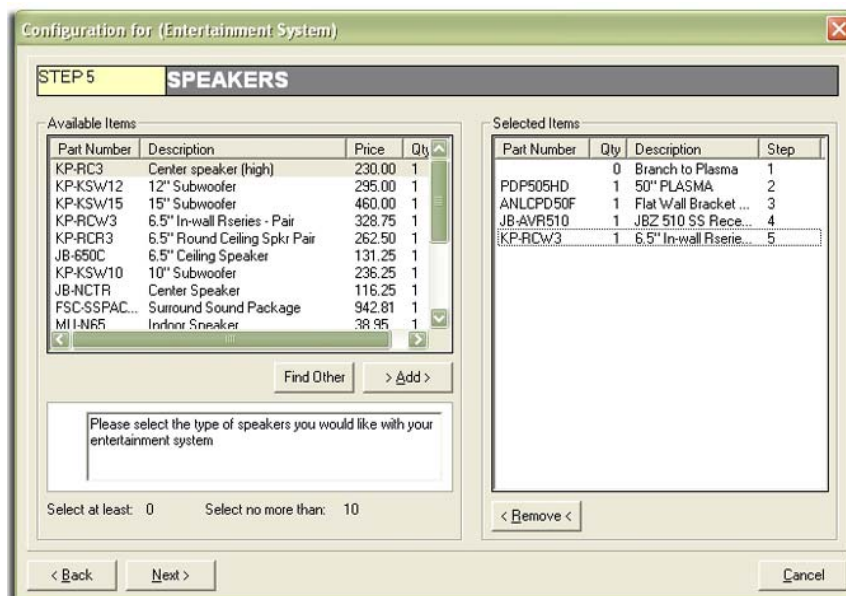 Configuration for (Entertainment System)
STEP 5 SPEAKERS
Available Items
Part Number Description Price Qty
KP-RC3 Center speaker (high) 230.00 1
KP-KSW12 12" Subwoofer 295.00 1
KP-KSW15 15" Subwoofer 460.00 1
KP-RCW3 6.5" In-wall Rseries - Pair 328.75 1
KP-RCR3 6.5" Round Ceiling Spkr Pair 262.50 1
JB-650C 6.5" Ceiling Speaker 131.25 1
KP-KSW10 10" Subwoofer 236.25 1
JB-NCTR Center Speaker 116.25 1
FSC-SSPAC... Surround Sound Package 942.81 1
MU-N65 Indoor Speaker 38.95 1
Find Other > Add >
Please select the type of speakers you would like with your
entertainment system
Select at least: 0 Select no more than: 10
Selected Items
Part Number Qty Description Step
0 Branch to Plasma 1
PDP505HD 1 50" PLASMA 2
ANLCPD50F 1 Flat Wall Bracket ... 3
JB-AVR510 1 JBZ 510 SS Rece... 4
KP-RCW3 1 6.5" In-wall Rserie... 5
< Remove <
< Back Next > Cancel